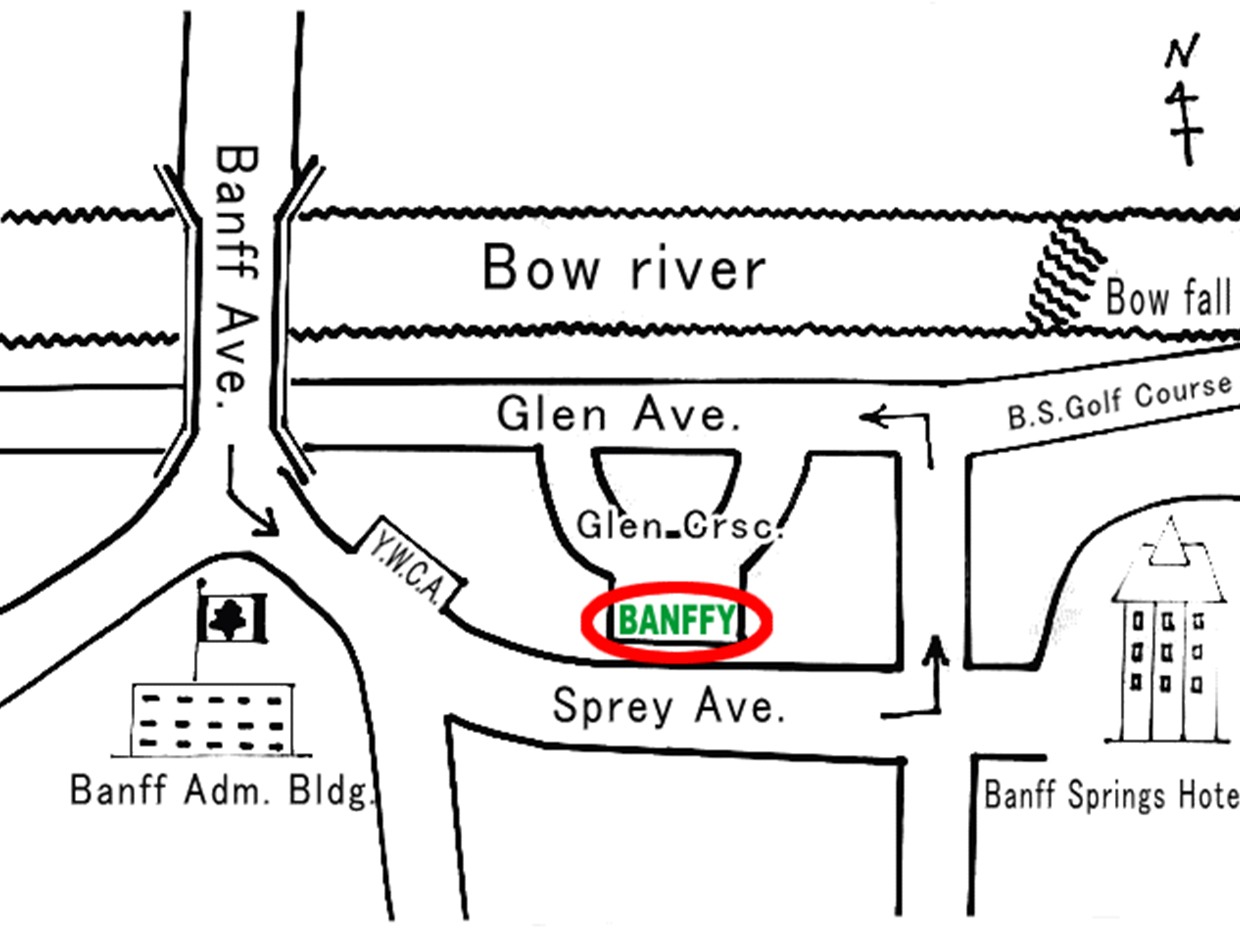 N
Banff Ave.
Bow river
Bow fall
Glen Ave.
B.S.Golf Course
Glen Crsc.
Y.W.C.A.
BANFFY
Sprey Ave.
Banff Adm. Bldg.
Banff Springs Hote